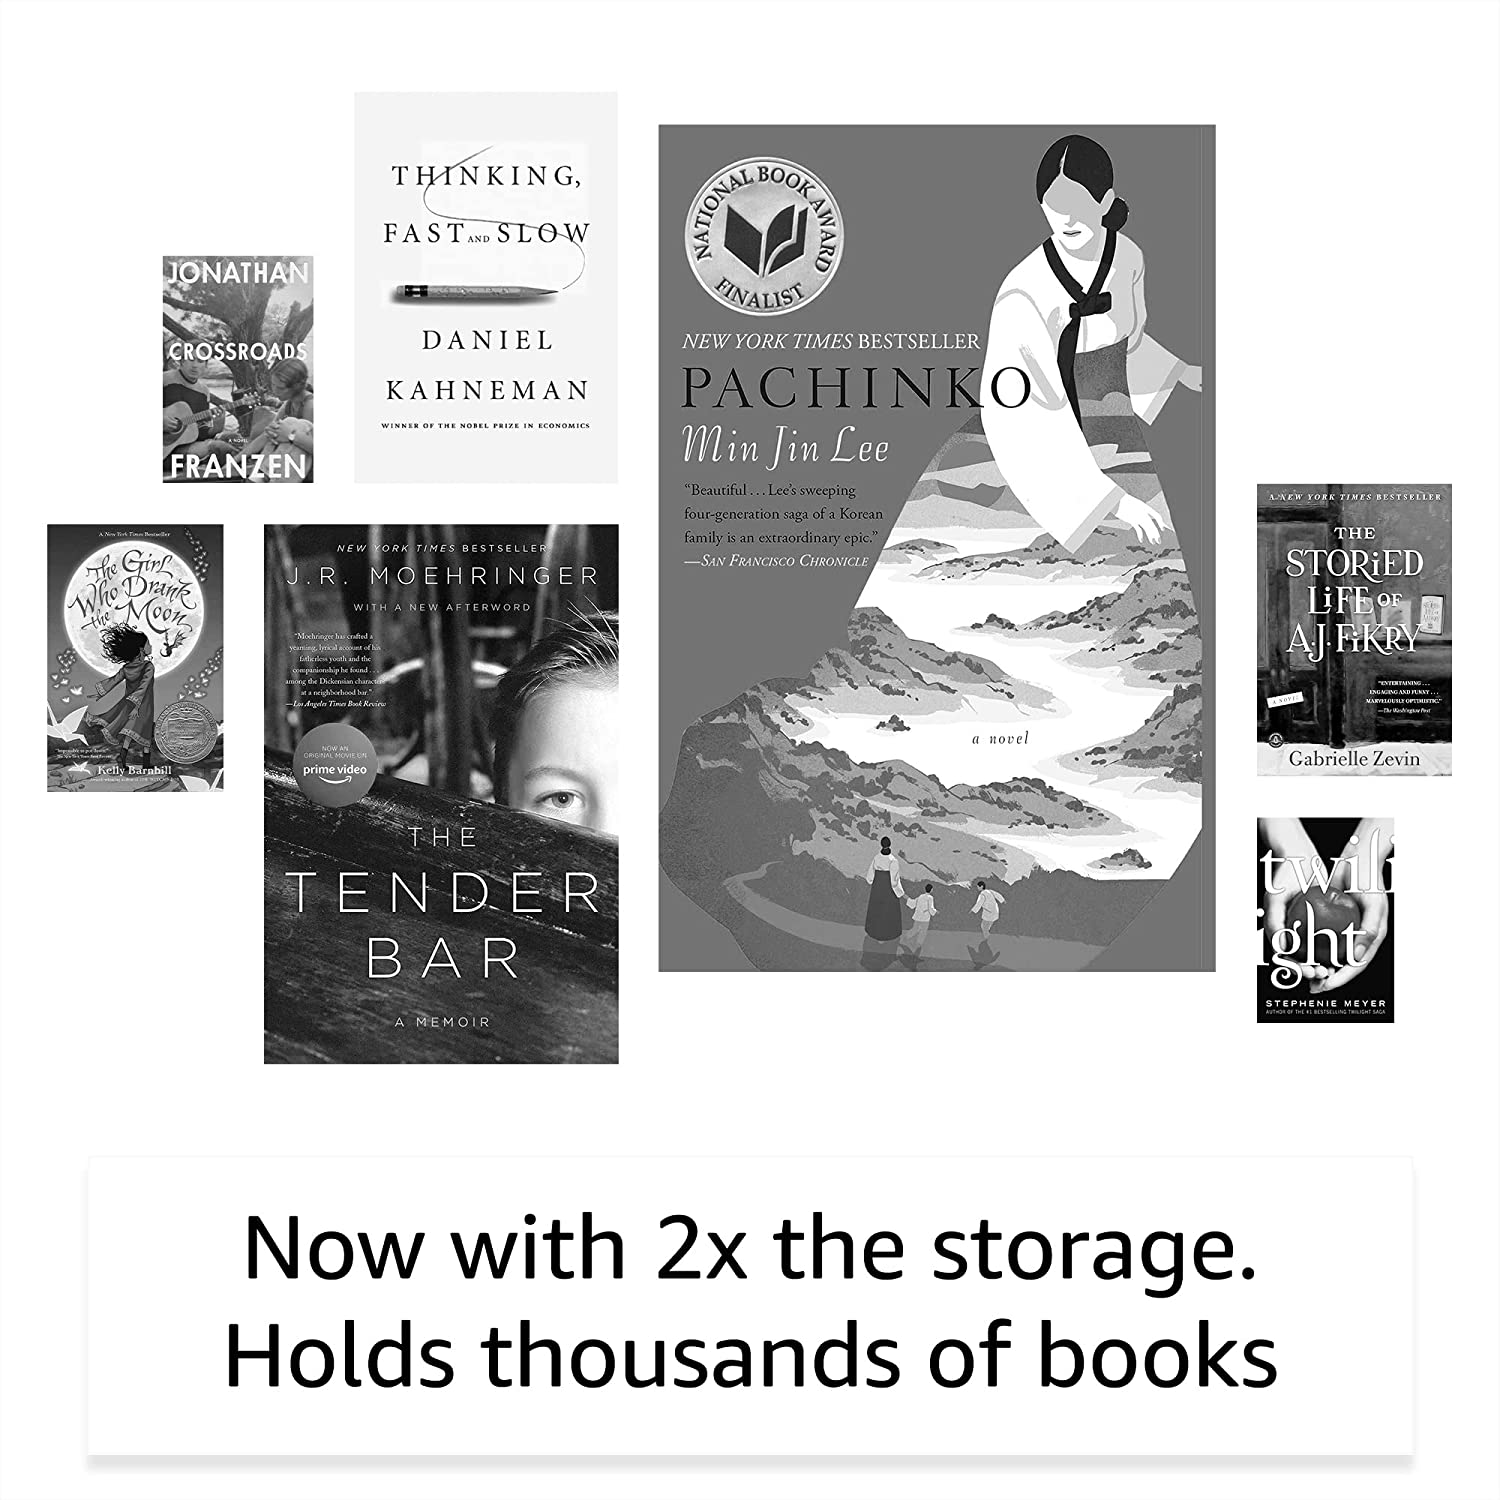 JONATHAN
CROSSROADS
A NOVEL
FRANZEN
THINKING,
FAST AND SLOW
DANIEL
KAHNEMAN
WINNER OF THE NOBEL PRIZE IN ECONOMICS
NATIONAL BOOK AWARD
FINALIST
NEW YORK TIMES BESTSELLER
PACHINKO
Min Jin Lee
“Beautiful . . . Lee’s sweeping
four-generation saga of a Korean
family is an extraordinary epic.”
—SAN FRANCISCO CHRONICLE
a novel
A New York Times Bestseller
The Girl
Who Drank
the Moon
Kelly Barnhill
NEW YORK TIMES BESTSELLER
J.R. MOEHRINGER
WITH A NEW AFTERWORD
"Moehringer has crafted a
yearning, lyrical account of his
fatherless youth and the
companionship he found . . .
among the Dickensian characters
at a neighborhood bar."
—Los Angeles Times Book Review
NOW AN
ORIGINAL MOVIE ON
prime video
THE
TENDER
BAR
A MEMOIR
A NEW YORK TIMES BESTSELLER
THE
STORiED
LiFE OF
A.J. FiKRY
A NOVEL
"ENTERTAINING . . .
ENGAGING AND FUNNY . . .
MARVELOUSLY OPTIMISTIC."
—The Washington Post
Gabrielle Zevin
twili
ight
STEPHENIE MEYER
AUTHOR OF THE #1 BESTSELLING TWILIGHT SAGA
Now with 2x the storage.
Holds thousands of books